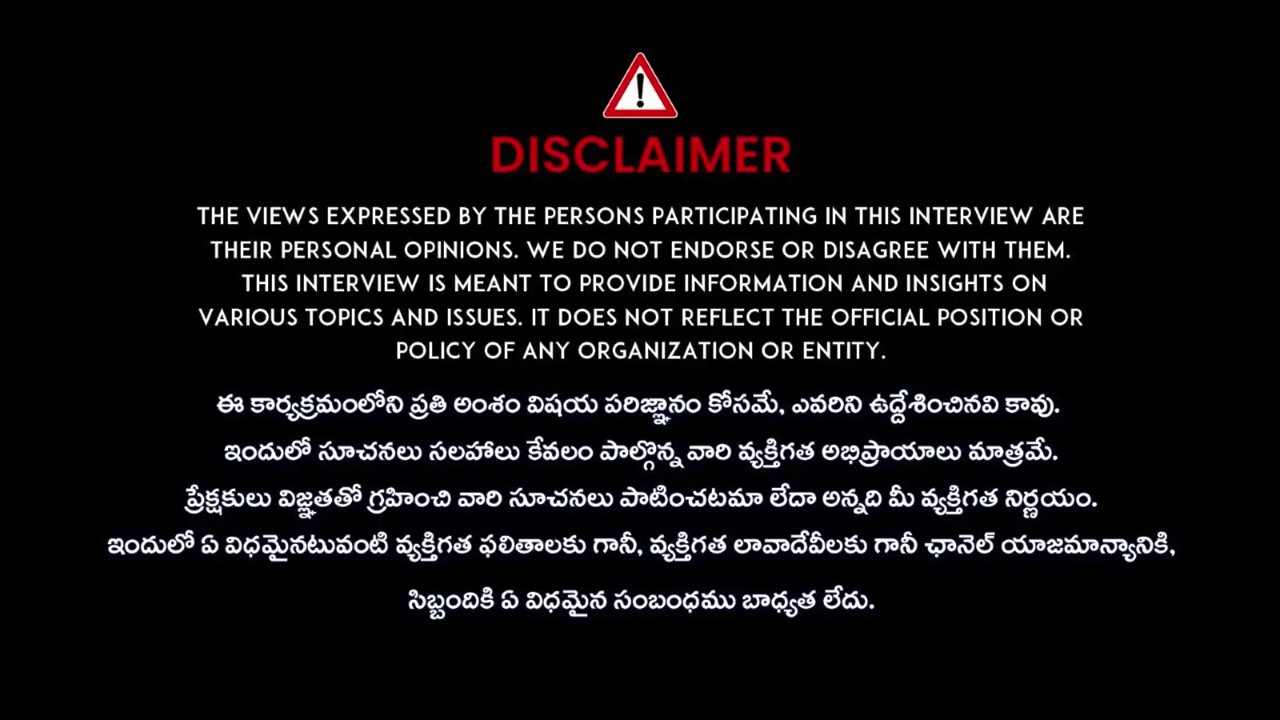 DISCLAIMER
THE VIEWS EXPRESSED BY THE PERSONS PARTICIPATING IN THIS INTERVIEW ARE
THEIR PERSONAL OPINIONS. WE DO NOT ENDORSE OR DISAGREE WITH THEM.
THIS INTERVIEW IS MEANT TO PROVIDE INFORMATION AND INSIGHTS ON
VARIOUS TOPICS AND ISSUES. IT DOES NOT REFLECT THE OFFICIAL POSITION OR
POLICY OF ANY ORGANIZATION OR ENTITY.
ఈ కార్యక్రమంలోని ప్రతి అంశం విషయ పరిజ్ఞానం కోసమే, ఎవరిని ఉద్దేశించినవి కావు.
ఇందులో సూచనలు సలహాలు కేవలం పాల్గొన్న వారి వ్యక్తిగత అభిప్రాయాలు మాత్రమే.
ప్రేక్షకులు విజ్ఞతతో గ్రహించి వారి సూచనలు పాటించటమా లేదా అన్నది మీ వ్యక్తిగత నిర్ణయం.
ఇందులో ఏ విధమైనటువంటి వ్యక్తిగత ఫలితాలకు గానీ, వ్యక్తిగత లావాదేవీలకు గానీ ఛానెల్ యాజమాన్యానికి,
సిబ్బందికి ఏ విధమైన సంబంధము బాధ్యత లేదు.